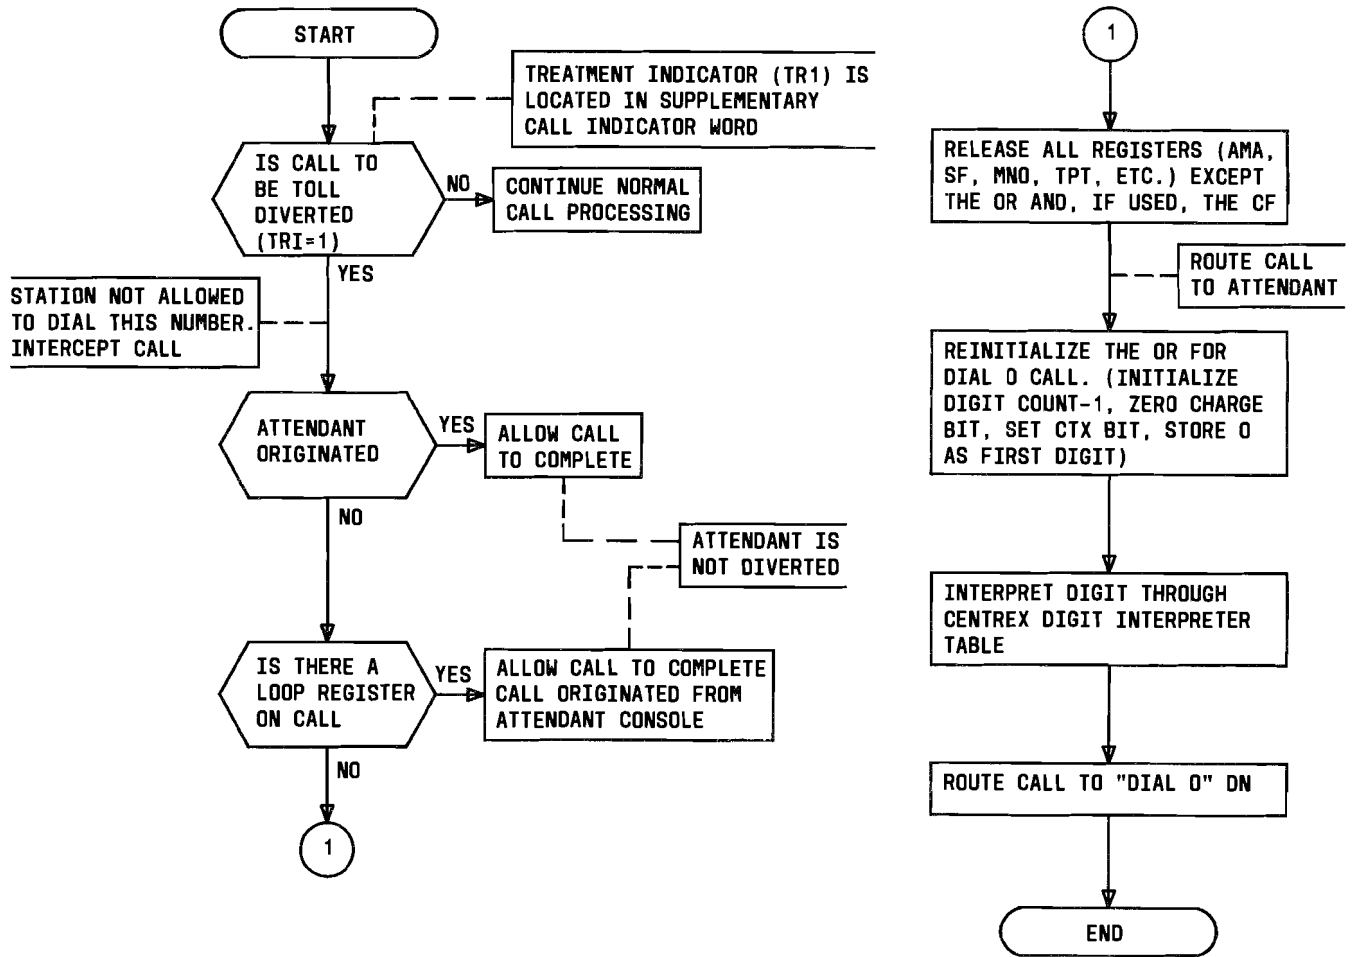 START
TREATMENT INDICATOR (TR1) IS
LOCATED IN SUPPLEMENTARY
CALL INDICATOR WORD
IS CALL TO
BE TOLL
DIVERTED
(TRI=1)
NO
CONTINUE NORMAL
CALL PROCESSING
YES
STATION NOT ALLOWED
TO DIAL THIS NUMBER.
INTERCEPT CALL
ATTENDANT
ORIGINATED
YES
ALLOW CALL
TO COMPLETE
NO
ATTENDANT IS
NOT DIVERTED
IS THERE A
LOOP REGISTER
ON CALL
YES
ALLOW CALL TO COMPLETE
CALL ORIGINATED FROM
ATTENDANT CONSOLE
NO
1
1
RELEASE ALL REGISTERS (AMA,
SF, MNO, TPT, ETC.) EXCEPT
THE OR AND, IF USED, THE CF
ROUTE CALL
TO ATTENDANT
REINITIALIZE THE OR FOR
DIAL 0 CALL. (INITIALIZE
DIGIT COUNT-1, ZERO CHARGE
BIT, SET CTX BIT, STORE 0
AS FIRST DIGIT)
INTERPRET DIGIT THROUGH
CENTREX DIGIT INTERPRETER
TABLE
ROUTE CALL TO "DIAL 0" DN
END